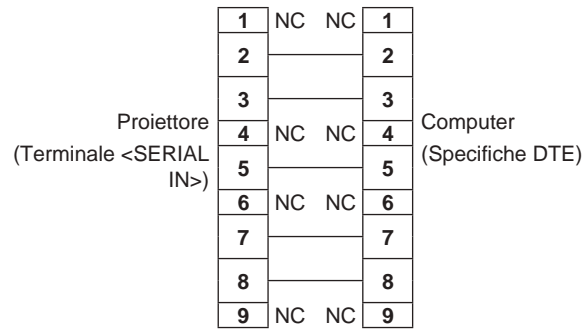 1 NC NC 1
2 2
3 3
Proiettore
(Terminale <SERIAL
IN>)
4 NC NC 4
Computer
(Specifiche DTE)
5 5
6 NC NC 6
7 7
8 8
9 NC NC 9